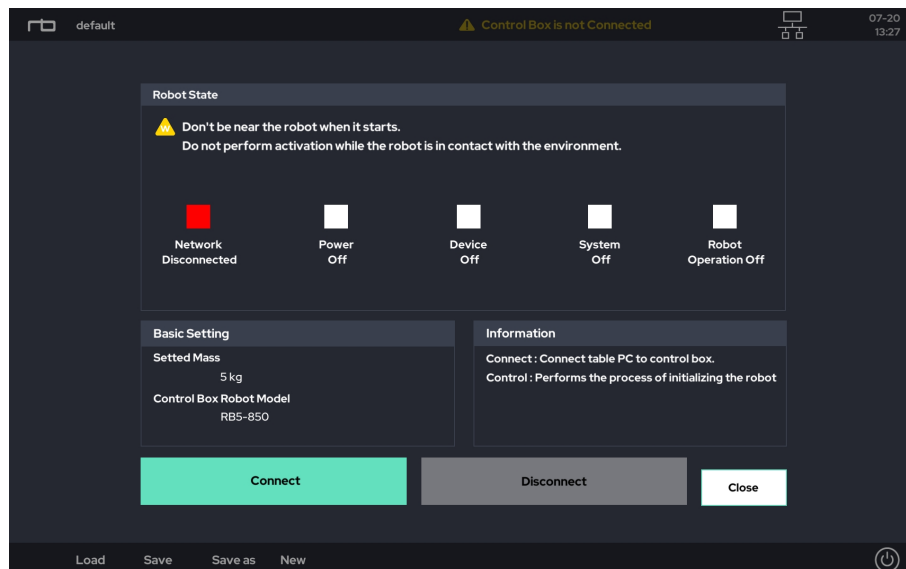 rb default
Control Box is not Connected
07-20
13:27
Robot State
W
Don't be near the robot when it starts.
Do not perform activation while the robot is in contact with the environment.
Network
Disconnected
Power
Off
Device
Off
System
Off
Robot
Operation Off
Basic Setting
Setted Mass
5 kg
Control Box Robot Model
RB5-850
Information
Connect : Connect table PC to control box.
Control : Performs the process of initializing the robot
Connect
Disconnect
Close
Load Save Save as New